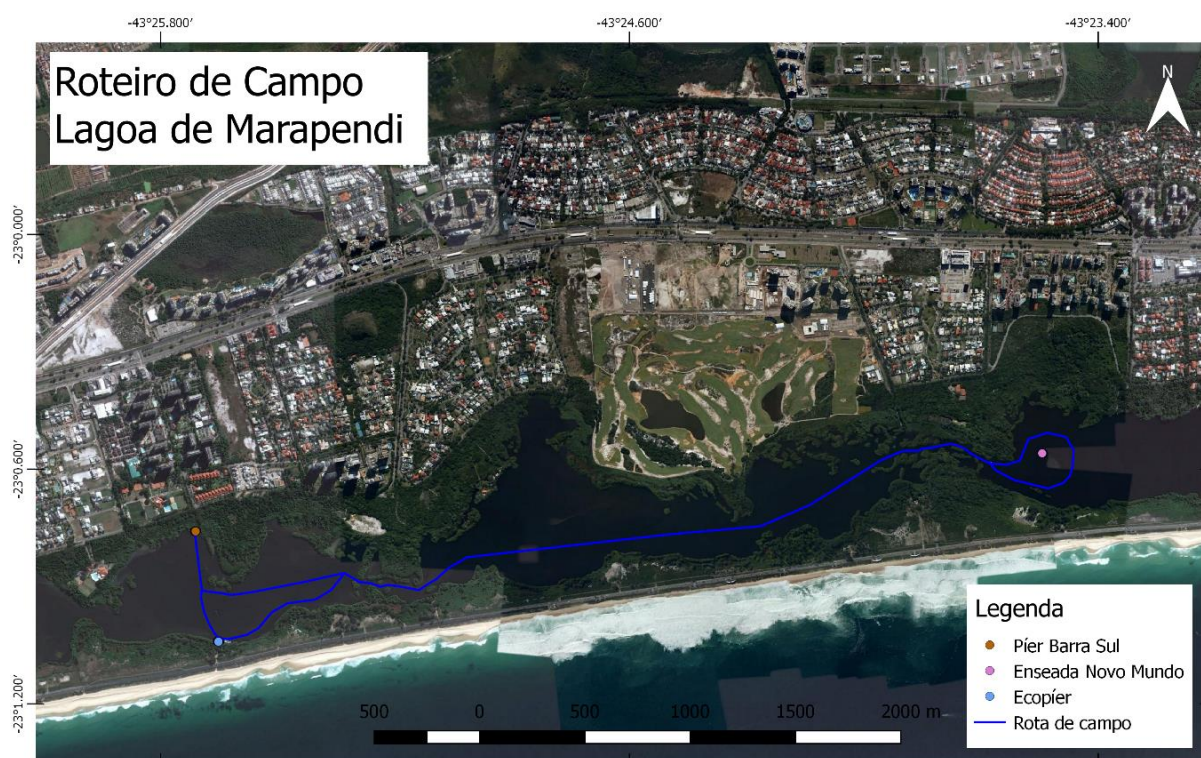 -43°25.800’
-43°24.600’
-43°23.400’
Roteiro de Campo
Lagoa de Marapendi
N
-23°0.000’
-23°0.600’
-23°1.200’
Legenda
Píer Barra Sul
Enseada Novo Mundo
Ecopíer
Rota de campo
500 0 500 1000 1500 2000 m